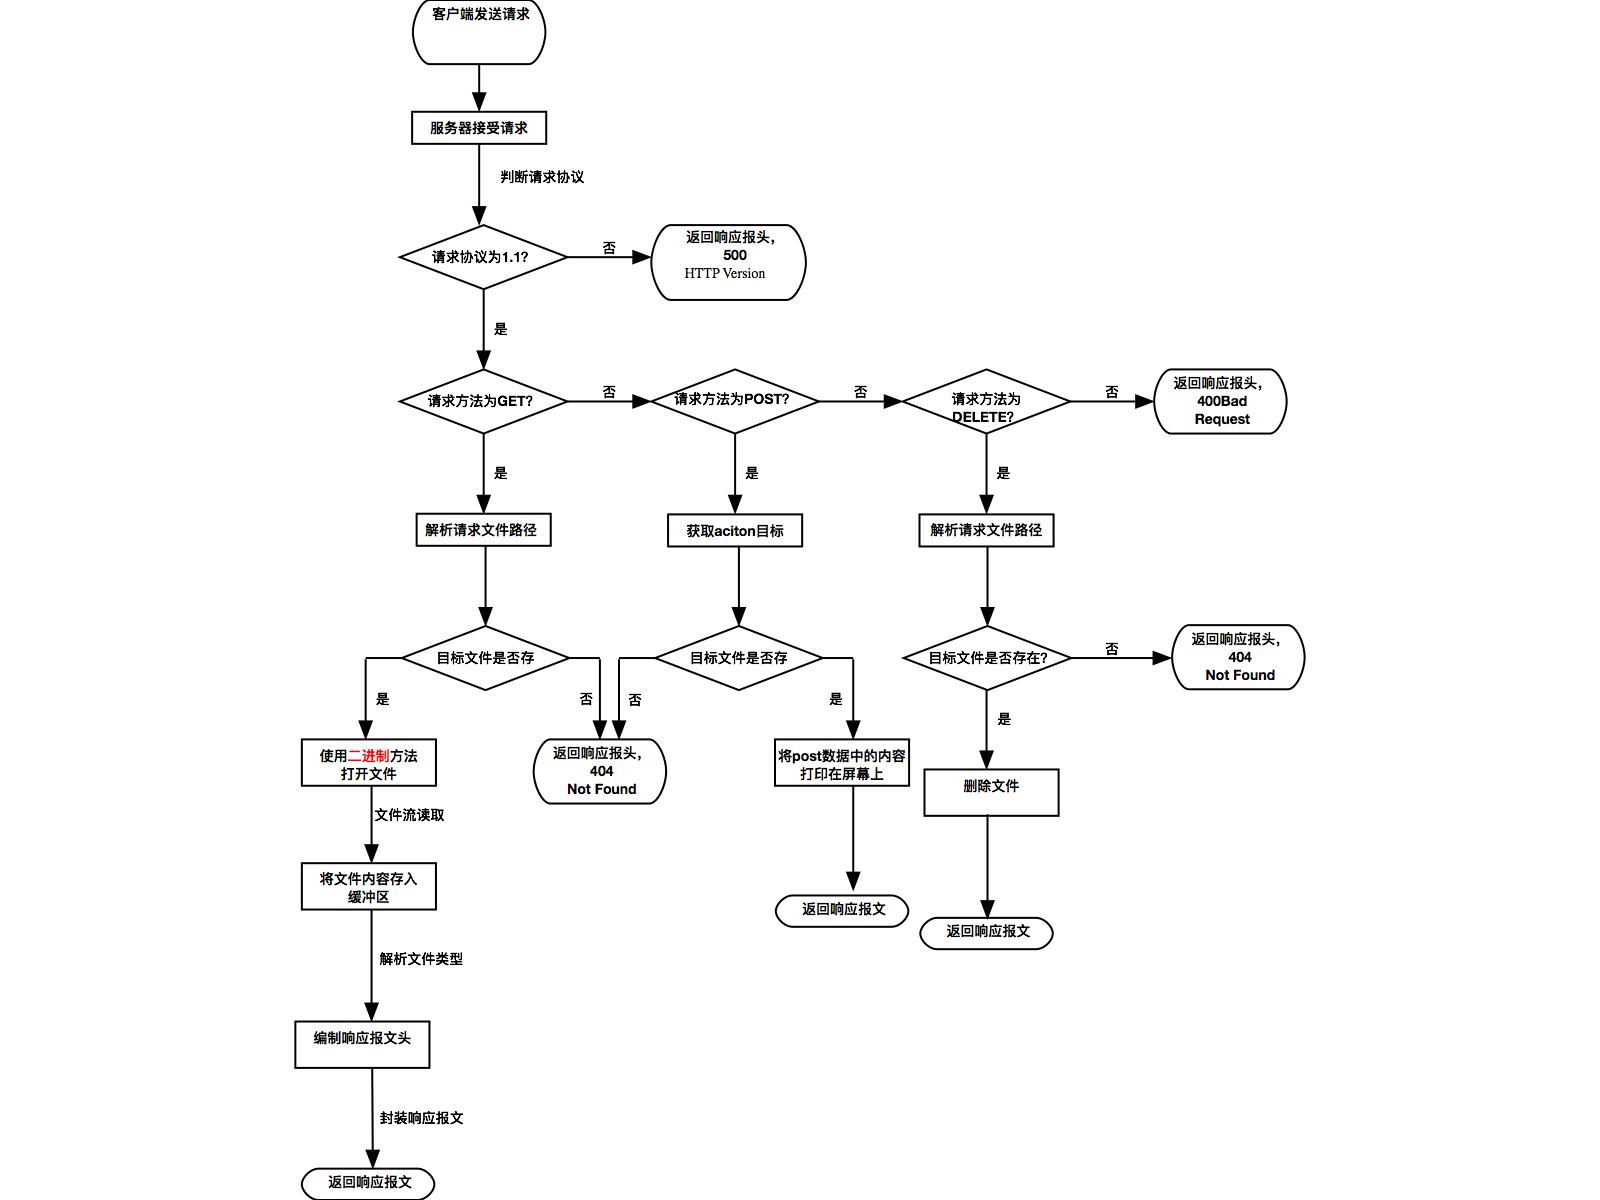 客户端发送请求
服务器接受请求
判断请求协议
请求协议为1.1?
否
返回响应报头，
500
HTTP Version
是
请求方法为GET?
否
请求方法为POST?
否
请求方法为
DELETE?
否
返回响应报头，
400Bad
Request
是
是
是
解析请求文件路径
获取aciton目标
解析请求文件路径
目标文件是否存
目标文件是否存
目标文件是否存在?
否
返回响应报头，
404
Not Found
是
否
否
是
是
使用二进制方法
打开文件
返回响应报头，
404
Not Found
将post数据中的内容
打印在屏幕上
删除文件
文件流读取
将文件内容存入
缓冲区
返回响应报文
返回响应报文
解析文件类型
编制响应报文头
封装响应报文
返回响应报文